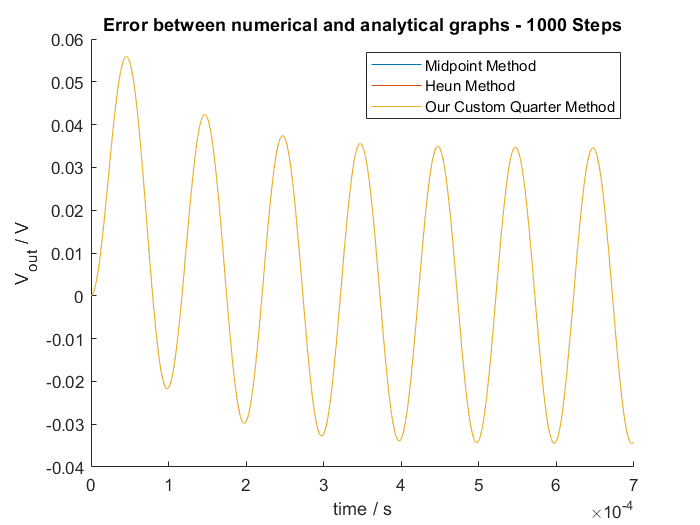 Error between numerical and analytical graphs - 1000 Steps
0.06
0.05
0.04
0.03
0.02
0.01
0
-0.01
-0.02
-0.03
-0.04
V_out / V
Midpoint Method
Heun Method
Our Custom Quarter Method
0 1 2 3 4 5 6 7
time / s
×10^-4